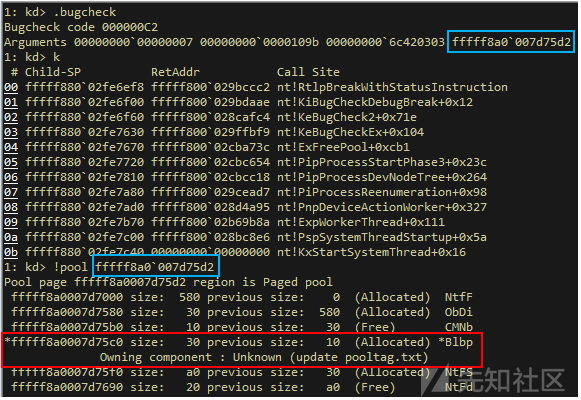 1: kd> .bugcheck
Bugcheck code 000000C2
Arguments 00000000`00000007 00000000`0000109b 00000000`6c420303 fffff8a0`007d75d2
1: kd> k
# Child-SP RetAddr Call Site
00 fffff880`02fe6ef8 fffff800`029bccc2 nt!RtlpBreakWithStatusInstruction
01 fffff880`02fe6f00 fffff800`029bdaae nt!KiBugCheckDebugBreak+0x12
02 fffff880`02fe6f60 fffff800`028cafc4 nt!KeBugCheck2+0x71e
03 fffff880`02fe7630 fffff800`029ffbf9 nt!KeBugCheckEx+0x104
04 fffff880`02fe7670 fffff800`02cba73c nt!ExFreePool+0xcb1
05 fffff880`02fe7720 fffff800`02cbc654 nt!PipProcessStartPhase3+0x23c
06 fffff880`02fe7810 fffff800`02cbcc18 nt!PipProcessDevNodeTree+0x264
07 fffff880`02fe7a80 fffff800`029cead7 nt!PiProcessReenumeration+0x98
08 fffff880`02fe7ad0 fffff800`028d4a95 nt!PnpDeviceActionWorker+0x327
09 fffff880`02fe7b70 fffff800`02b69b8a nt!ExpWorkerThread+0x111
0a fffff880`02fe7c00 fffff800`028bc8e6 nt!PspSystemThreadStartup+0x5a
0b fffff880`02fe7c40 00000000`00000000 nt!KxStartSystemThread+0x16
1: kd> !pool fffff8a0`007d75d2
Pool page fffff8a0007d75d2 region is Paged pool
fffff8a0007d7000 size: 580 previous size: 0 (Allocated) NtfF
fffff8a0007d7580 size: 30 previous size: 580 (Allocated) ObDi
fffff8a0007d75b0 size: 10 previous size: 30 (Free) CMNb
*fffff8a0007d75c0 size: 30 previous size: 10 (Allocated) *Blbp
Owning component : Unknown (update pooltag.txt)
fffff8a0007d75f0 size: a0 previous size: 30 (Allocated) NtFS
fffff8a0007d7690 size: 20 previous size: a0 (Free) NtFd
先知社区